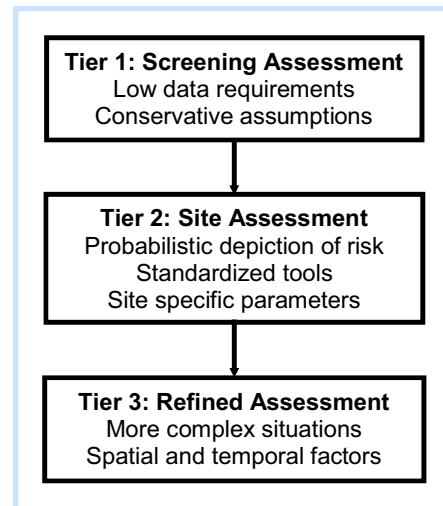 Tier 1: Screening Assessment
Low data requirements
Conservative assumptions
Tier 2: Site Assessment
Probabilistic depiction of risk
Standardized tools
Site specific parameters
Tier 3: Refined Assessment
More complex situations
Spatial and temporal factors